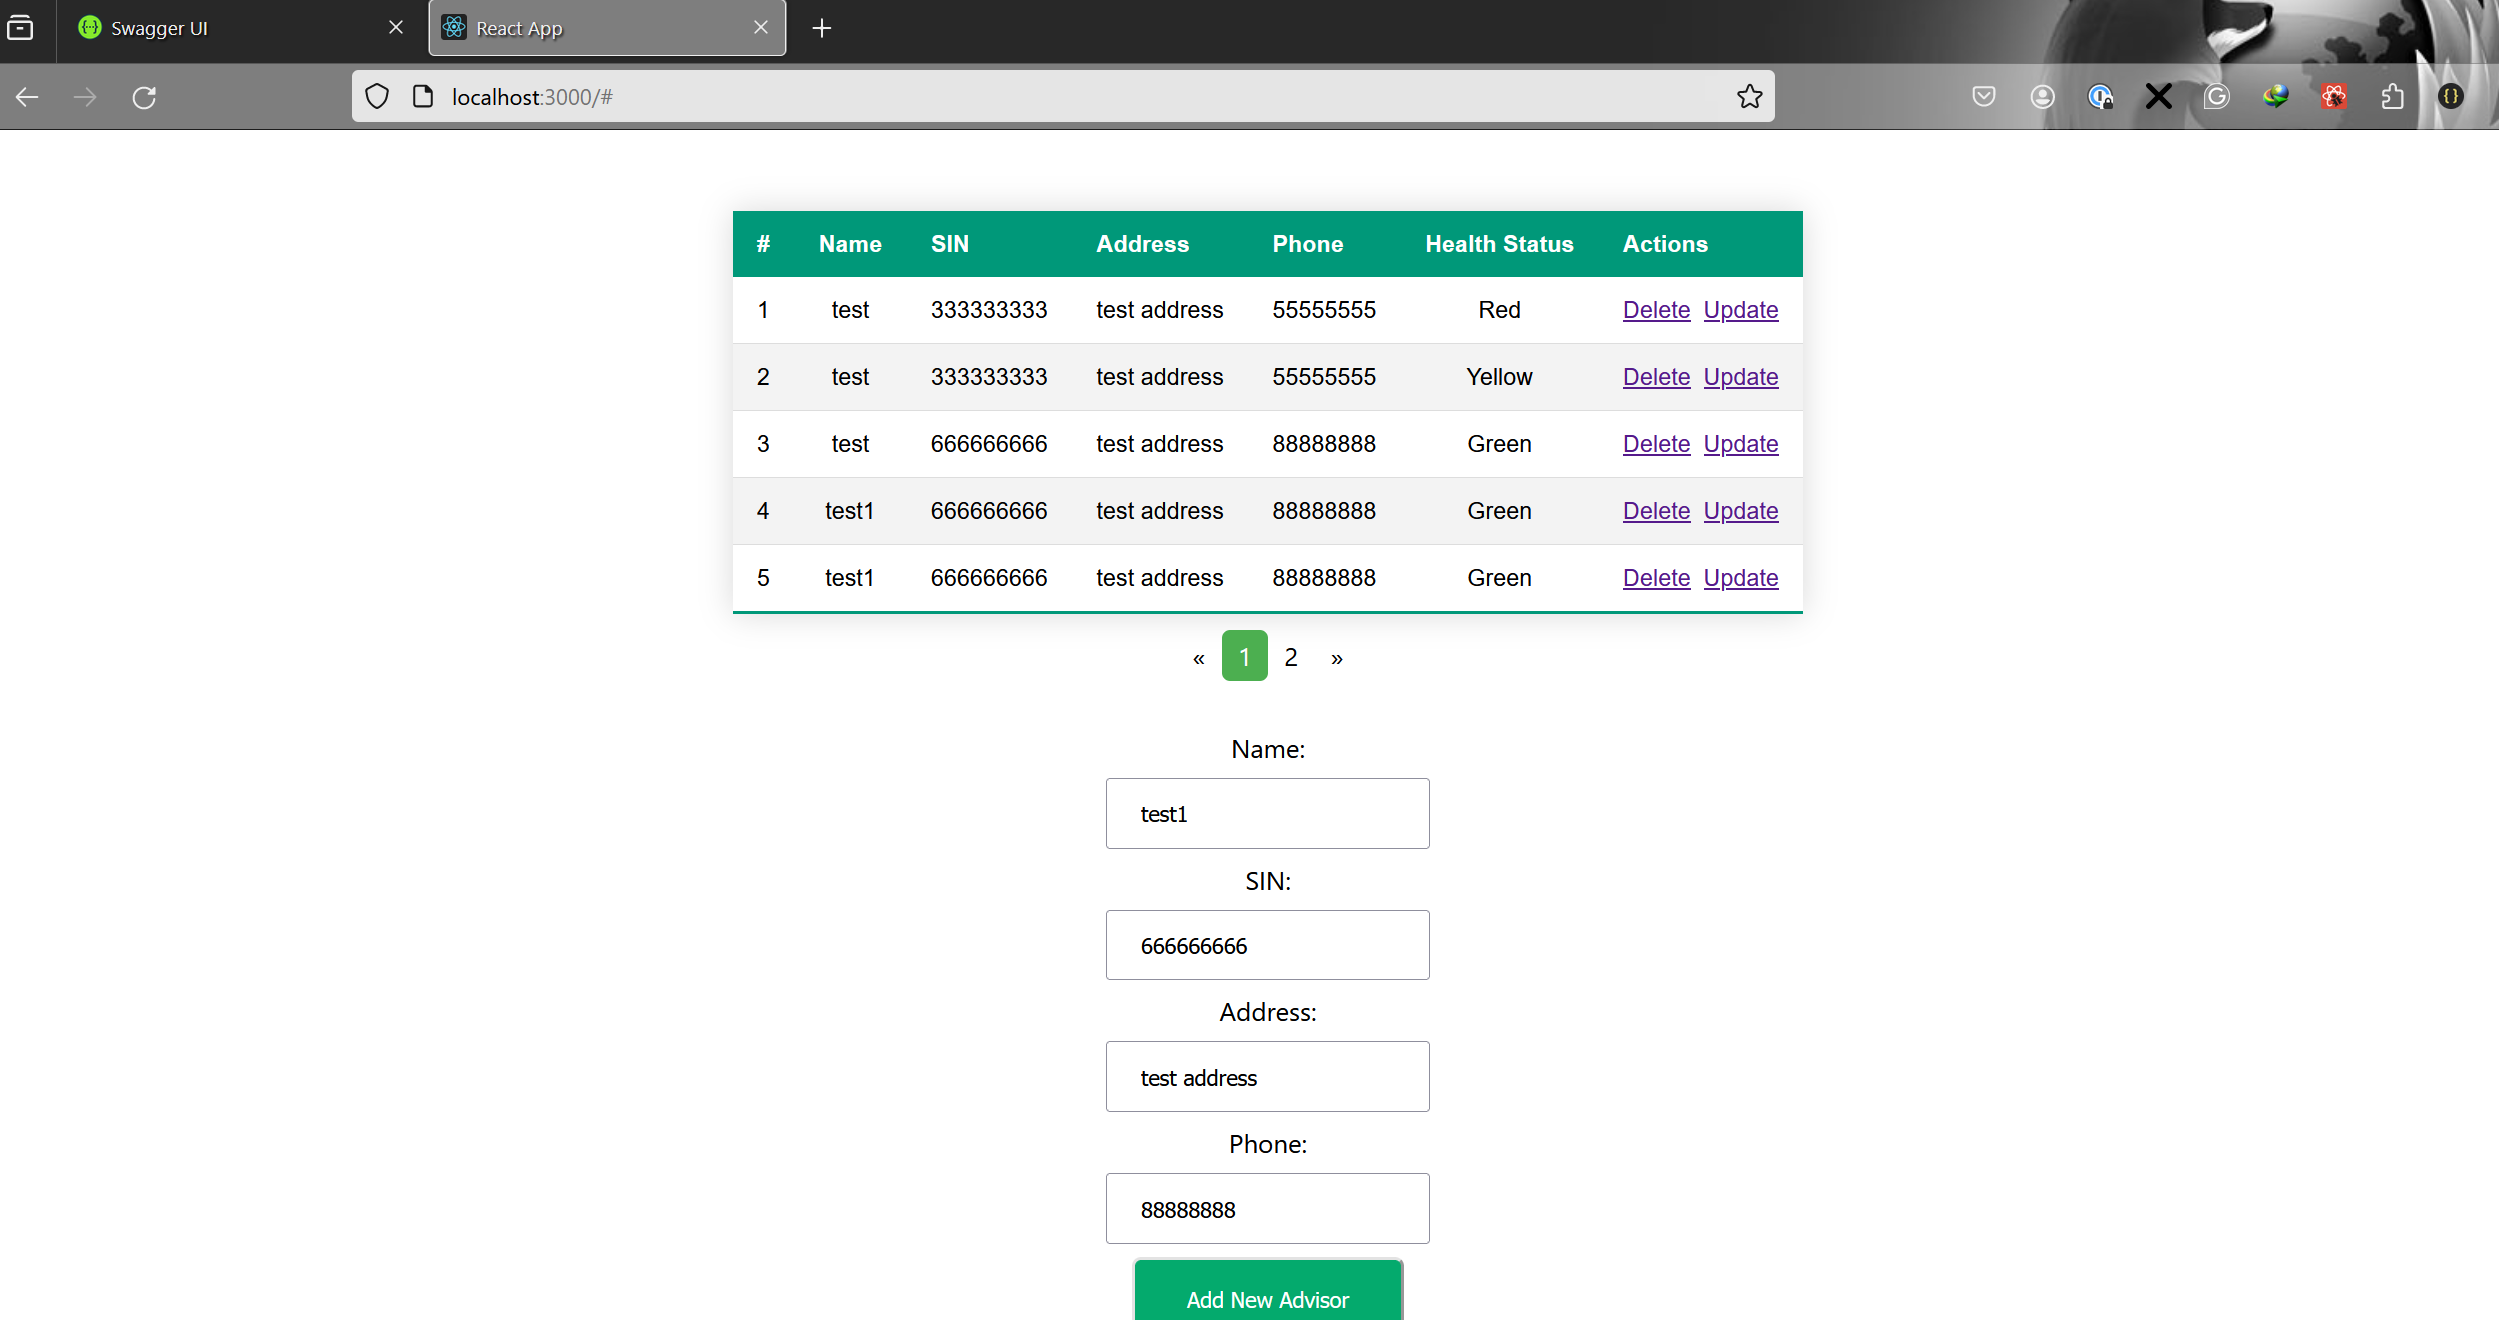 Swagger UI
React App
localhost:3000/#
# Name SIN Address Phone Health Status Actions
1 test 333333333 test address 55555555 Red Delete Update
2 test 333333333 test address 55555555 Yellow Delete Update
3 test 666666666 test address 88888888 Green Delete Update
4 test1 666666666 test address 88888888 Green Delete Update
5 test1 666666666 test address 88888888 Green Delete Update
« 1 2 »
Name:
test1
SIN:
666666666
Address:
test address
Phone:
88888888
Add New Advisor